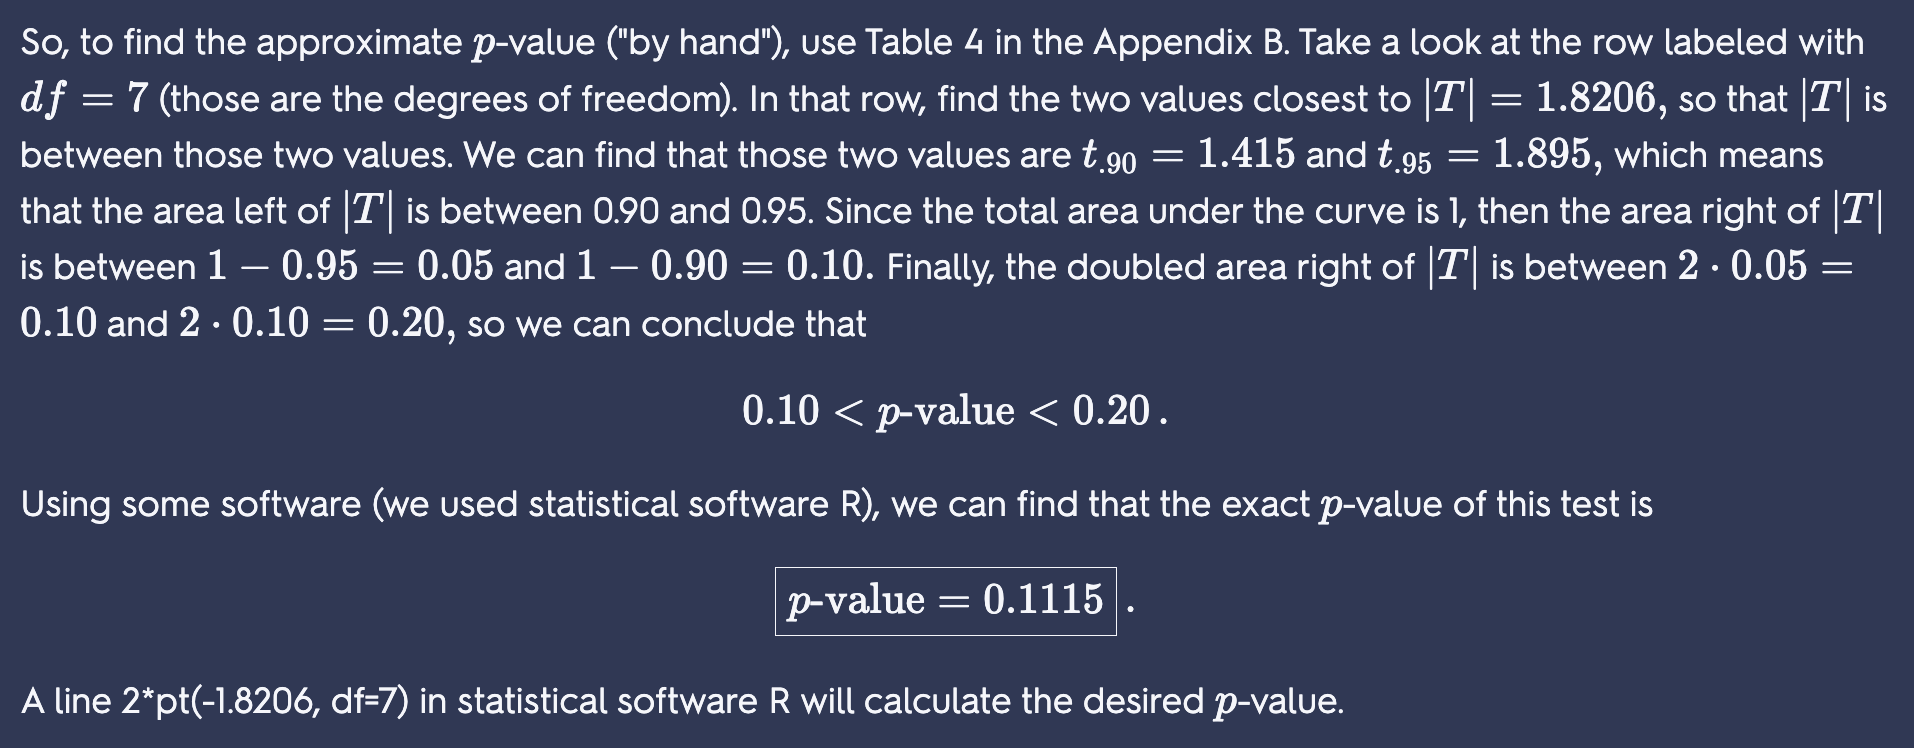 So, to find the approximate p-value ("by hand"), use Table 4 in the Appendix B. Take a look at the row labeled with
df = 7 (those are the degrees of freedom). In that row, find the two values closest to |T| = 1.8206, so that |T| is
between those two values. We can find that those two values are t.90 = 1.415 and t.95 = 1.895, which means
that the area left of |T| is between 0.90 and 0.95. Since the total area under the curve is 1, then the area right of |T|
is between 1 − 0.95 = 0.05 and 1 − 0.90 = 0.10. Finally, the doubled area right of |T| is between 2 · 0.05 =
0.10 and 2 · 0.10 = 0.20, so we can conclude that
0.10 < p-value < 0.20 .
Using some software (we used statistical software R), we can find that the exact p-value of this test is
p-value = 0.1115 .
A line 2*pt(-1.8206, df=7) in statistical software R will calculate the desired p-value.